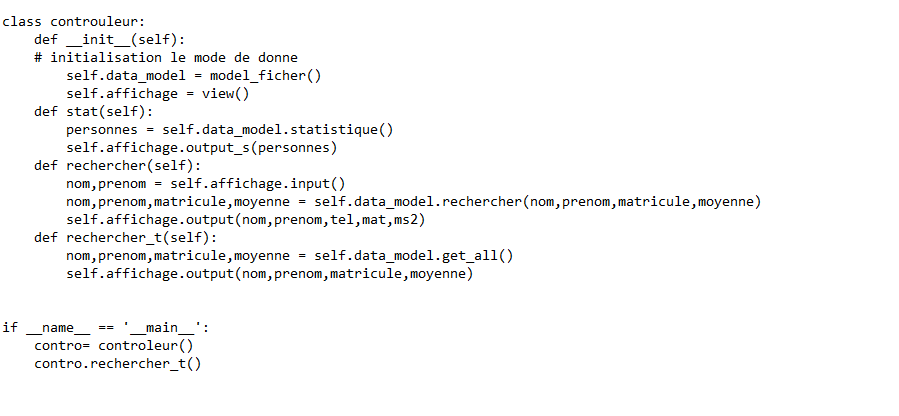 class controuleur:
    def __init__(self):
    # initialisation le mode de donne
        self.data_model = model_ficher()
        self.affichage = view()
    def stat(self):
        personnes = self.data_model.statistique()
        self.affichage.output_s(personnes)
    def rechercher(self):
        nom,prenom = self.affichage.input()
        nom,prenom,matricule,moyenne = self.data_model.rechercher(nom,prenom,matricule,moyenne)
        self.affichage.output(nom,prenom,tel,mat,ms2)
    def rechercher_t(self):
        nom,prenom,matricule,moyenne = self.data_model.get_all()
        self.affichage.output(nom,prenom,matricule,moyenne)
if __name__ == '__main__':
    contro= controleur()
    contro.rechercher_t()